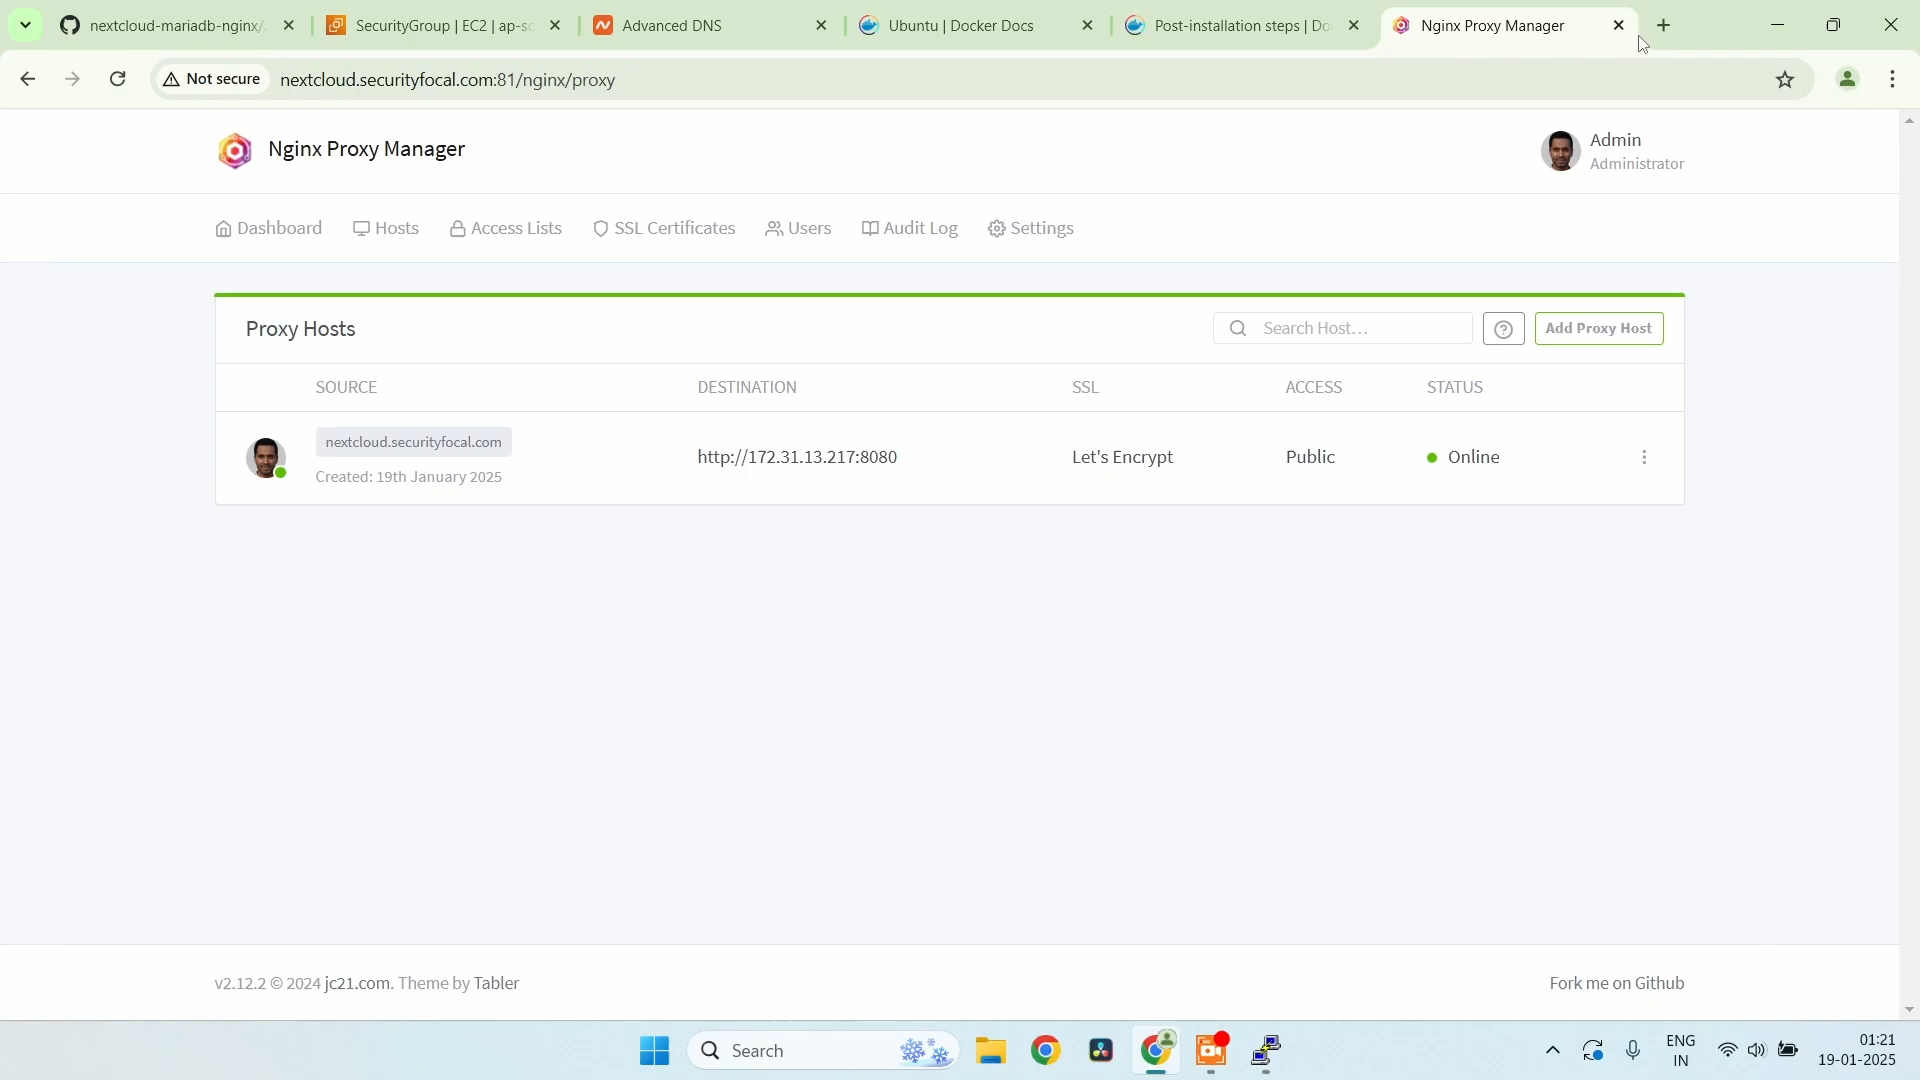 nextcloud-mariadb-nginx/
SecurityGroup | EC2 | ap-so
Advanced DNS
Ubuntu | Docker Docs
Post-installation steps | Do
Nginx Proxy Manager
Not secure
nextcloud.securityfocal.com:81/nginx/proxy
Nginx Proxy Manager
Admin
Administrator
Dashboard
Hosts
Access Lists
SSL Certificates
Users
Audit Log
Settings
Proxy Hosts
Search Host…
Add Proxy Host
SOURCE
DESTINATION
SSL
ACCESS
STATUS
nextcloud.securityfocal.com
Created: 19th January 2025
http://172.31.13.217:8080
Let's Encrypt
Public
Online
v2.12.2 © 2024 jc21.com. Theme by Tabler
Fork me on Github
Search
ENG
IN
01:21
19-01-2025